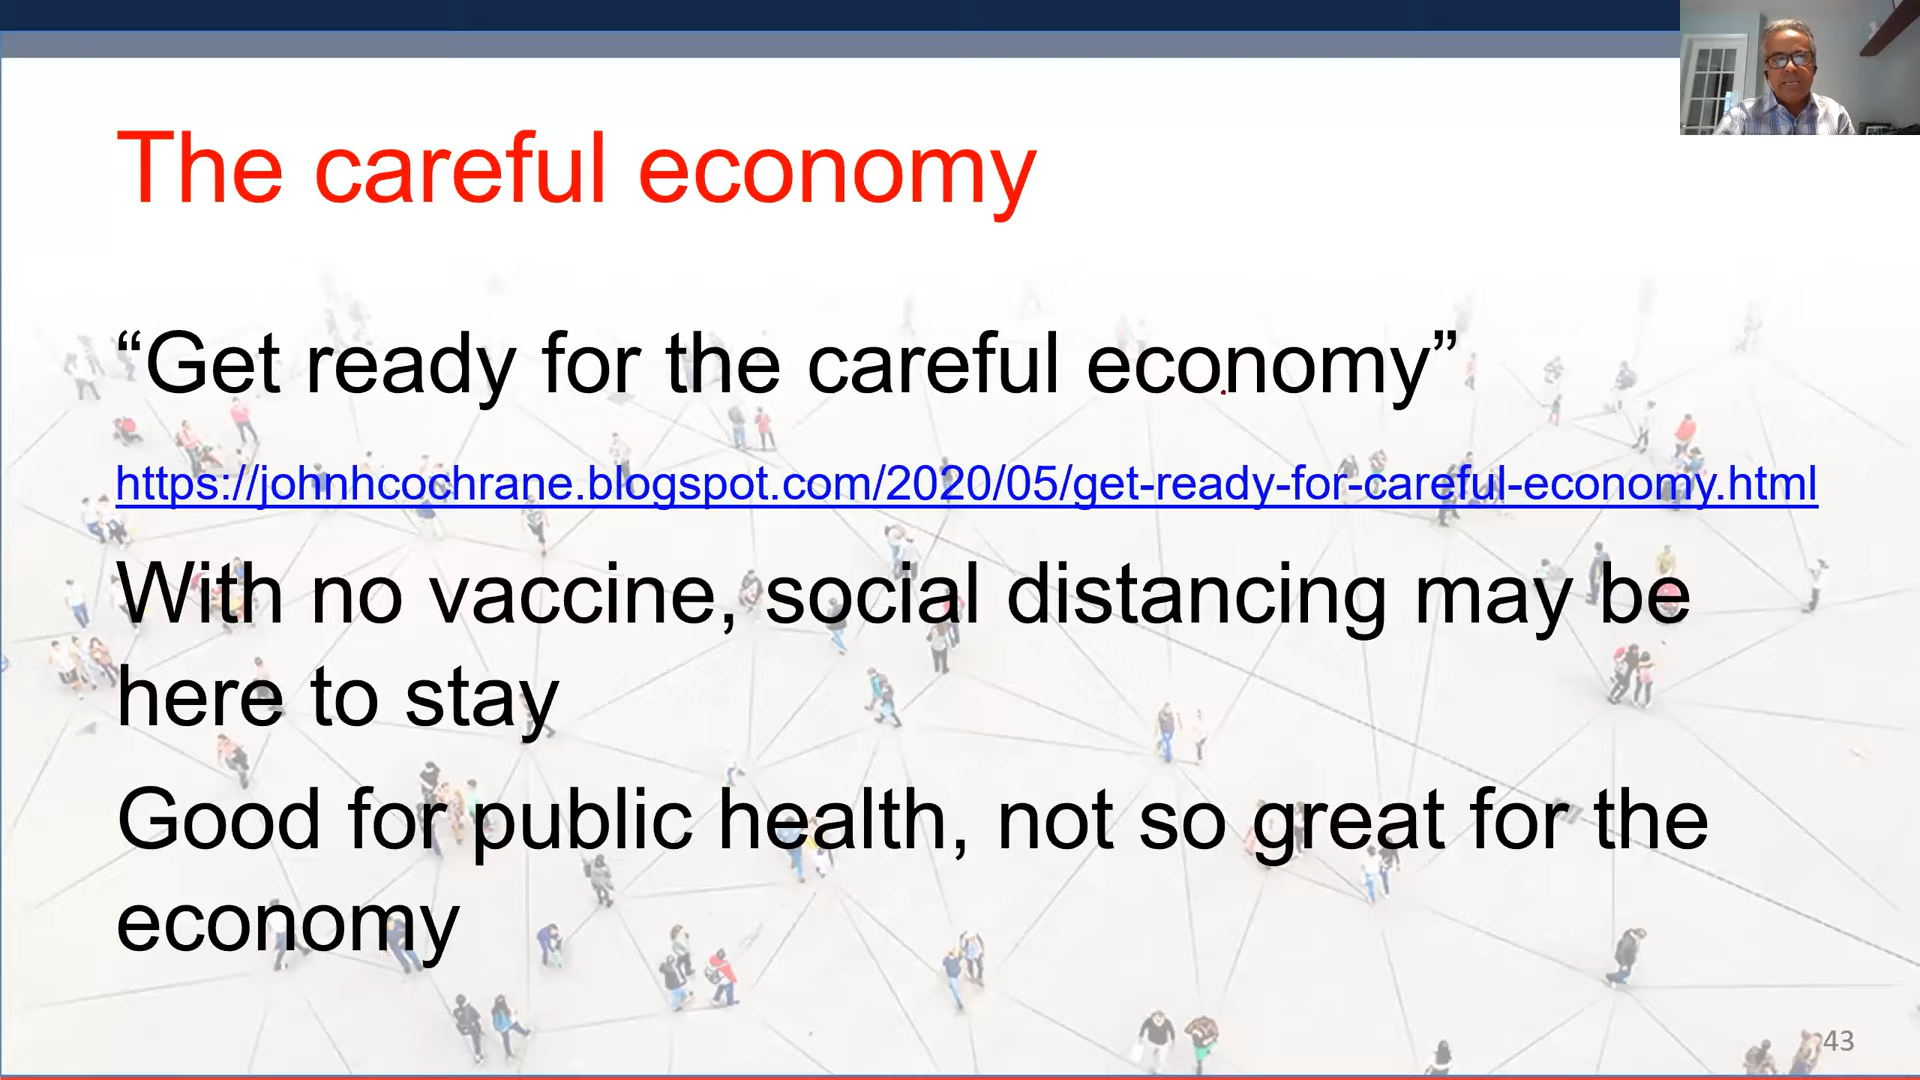 The careful economy
“Get ready for the careful economy”
https://johnhcochrane.blogspot.com/2020/05/get-ready-for-careful-economy.html
With no vaccine, social distancing may be
here to stay
Good for public health, not so great for the
economy
43